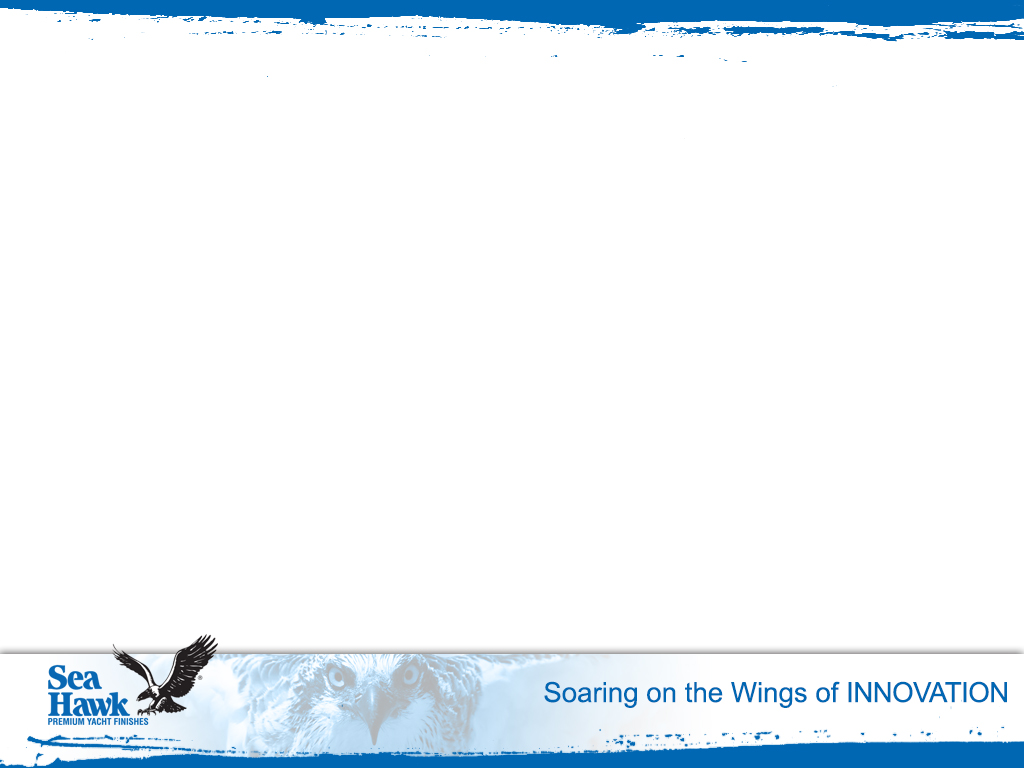 Sea
Hawk
PREMIUM YACHT FINISHES
®
Soaring on the Wings of INNOVATION